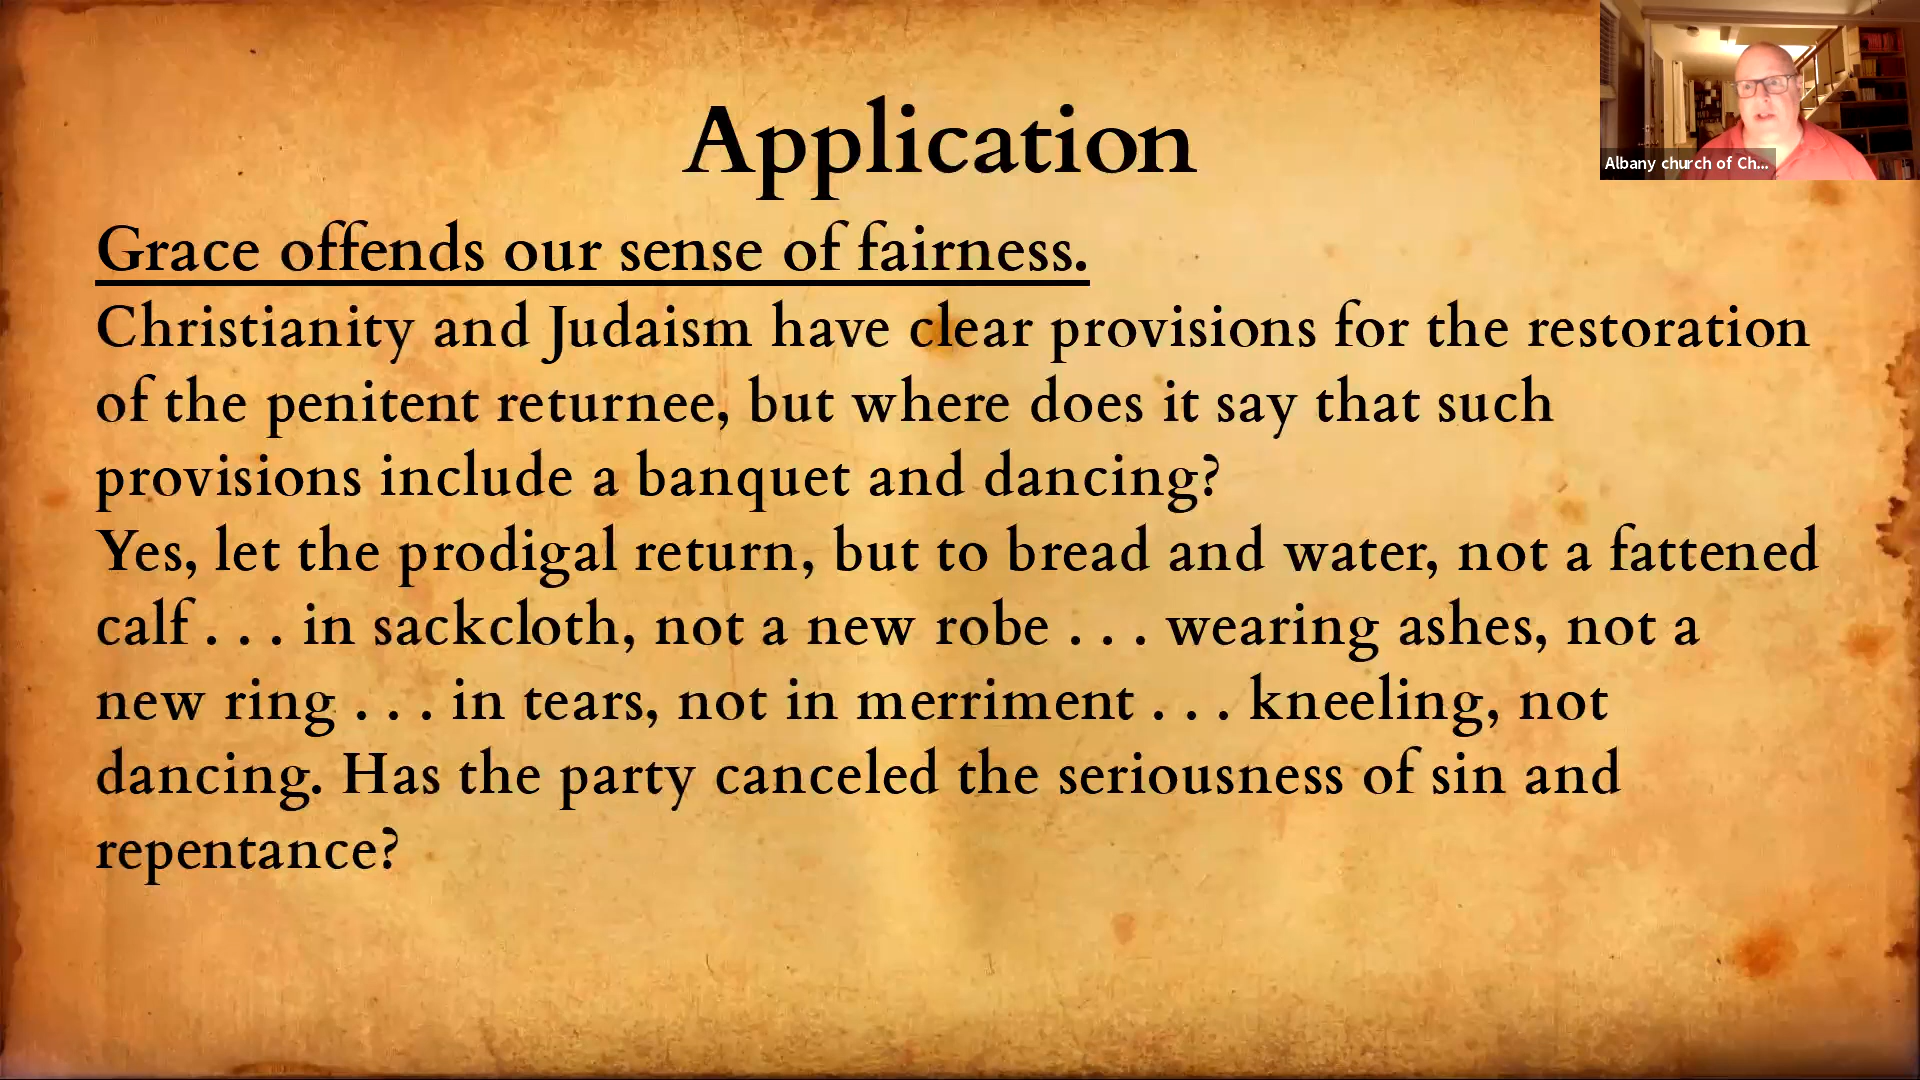 Application
Albany church of Ch...
Grace offends our sense of fairness.
Christianity and Judaism have clear provisions for the restoration
of the penitent returnee, but where does it say that such
provisions include a banquet and dancing?
Yes, let the prodigal return, but to bread and water, not a fattened
calf . . . in sackcloth, not a new robe . . . wearing ashes, not a
new ring . . . in tears, not in merriment . . . kneeling, not
dancing. Has the party canceled the seriousness of sin and
repentance?